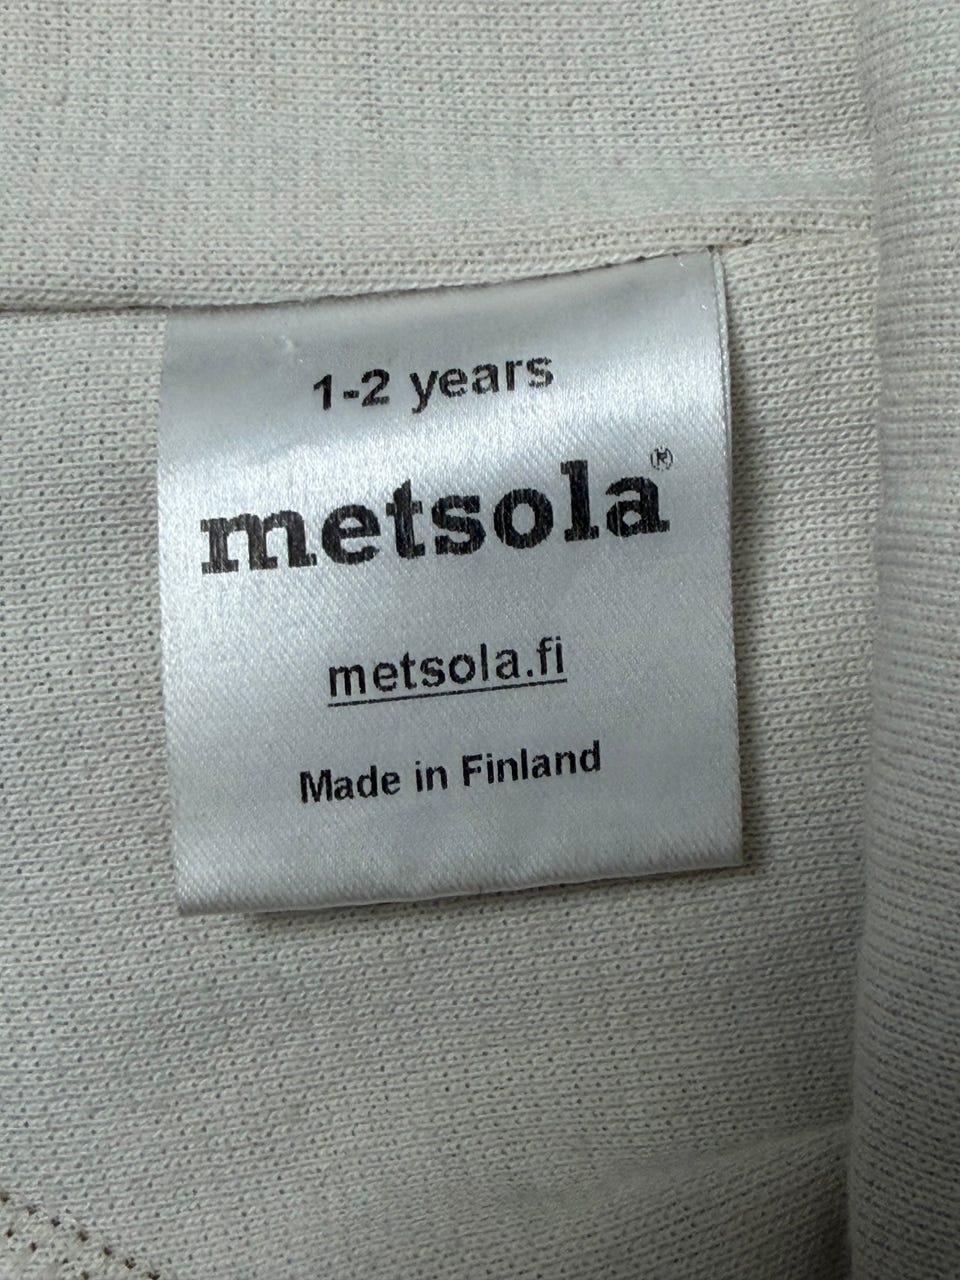 1-2 years
metsola®
metsola.fi
Made in Finland